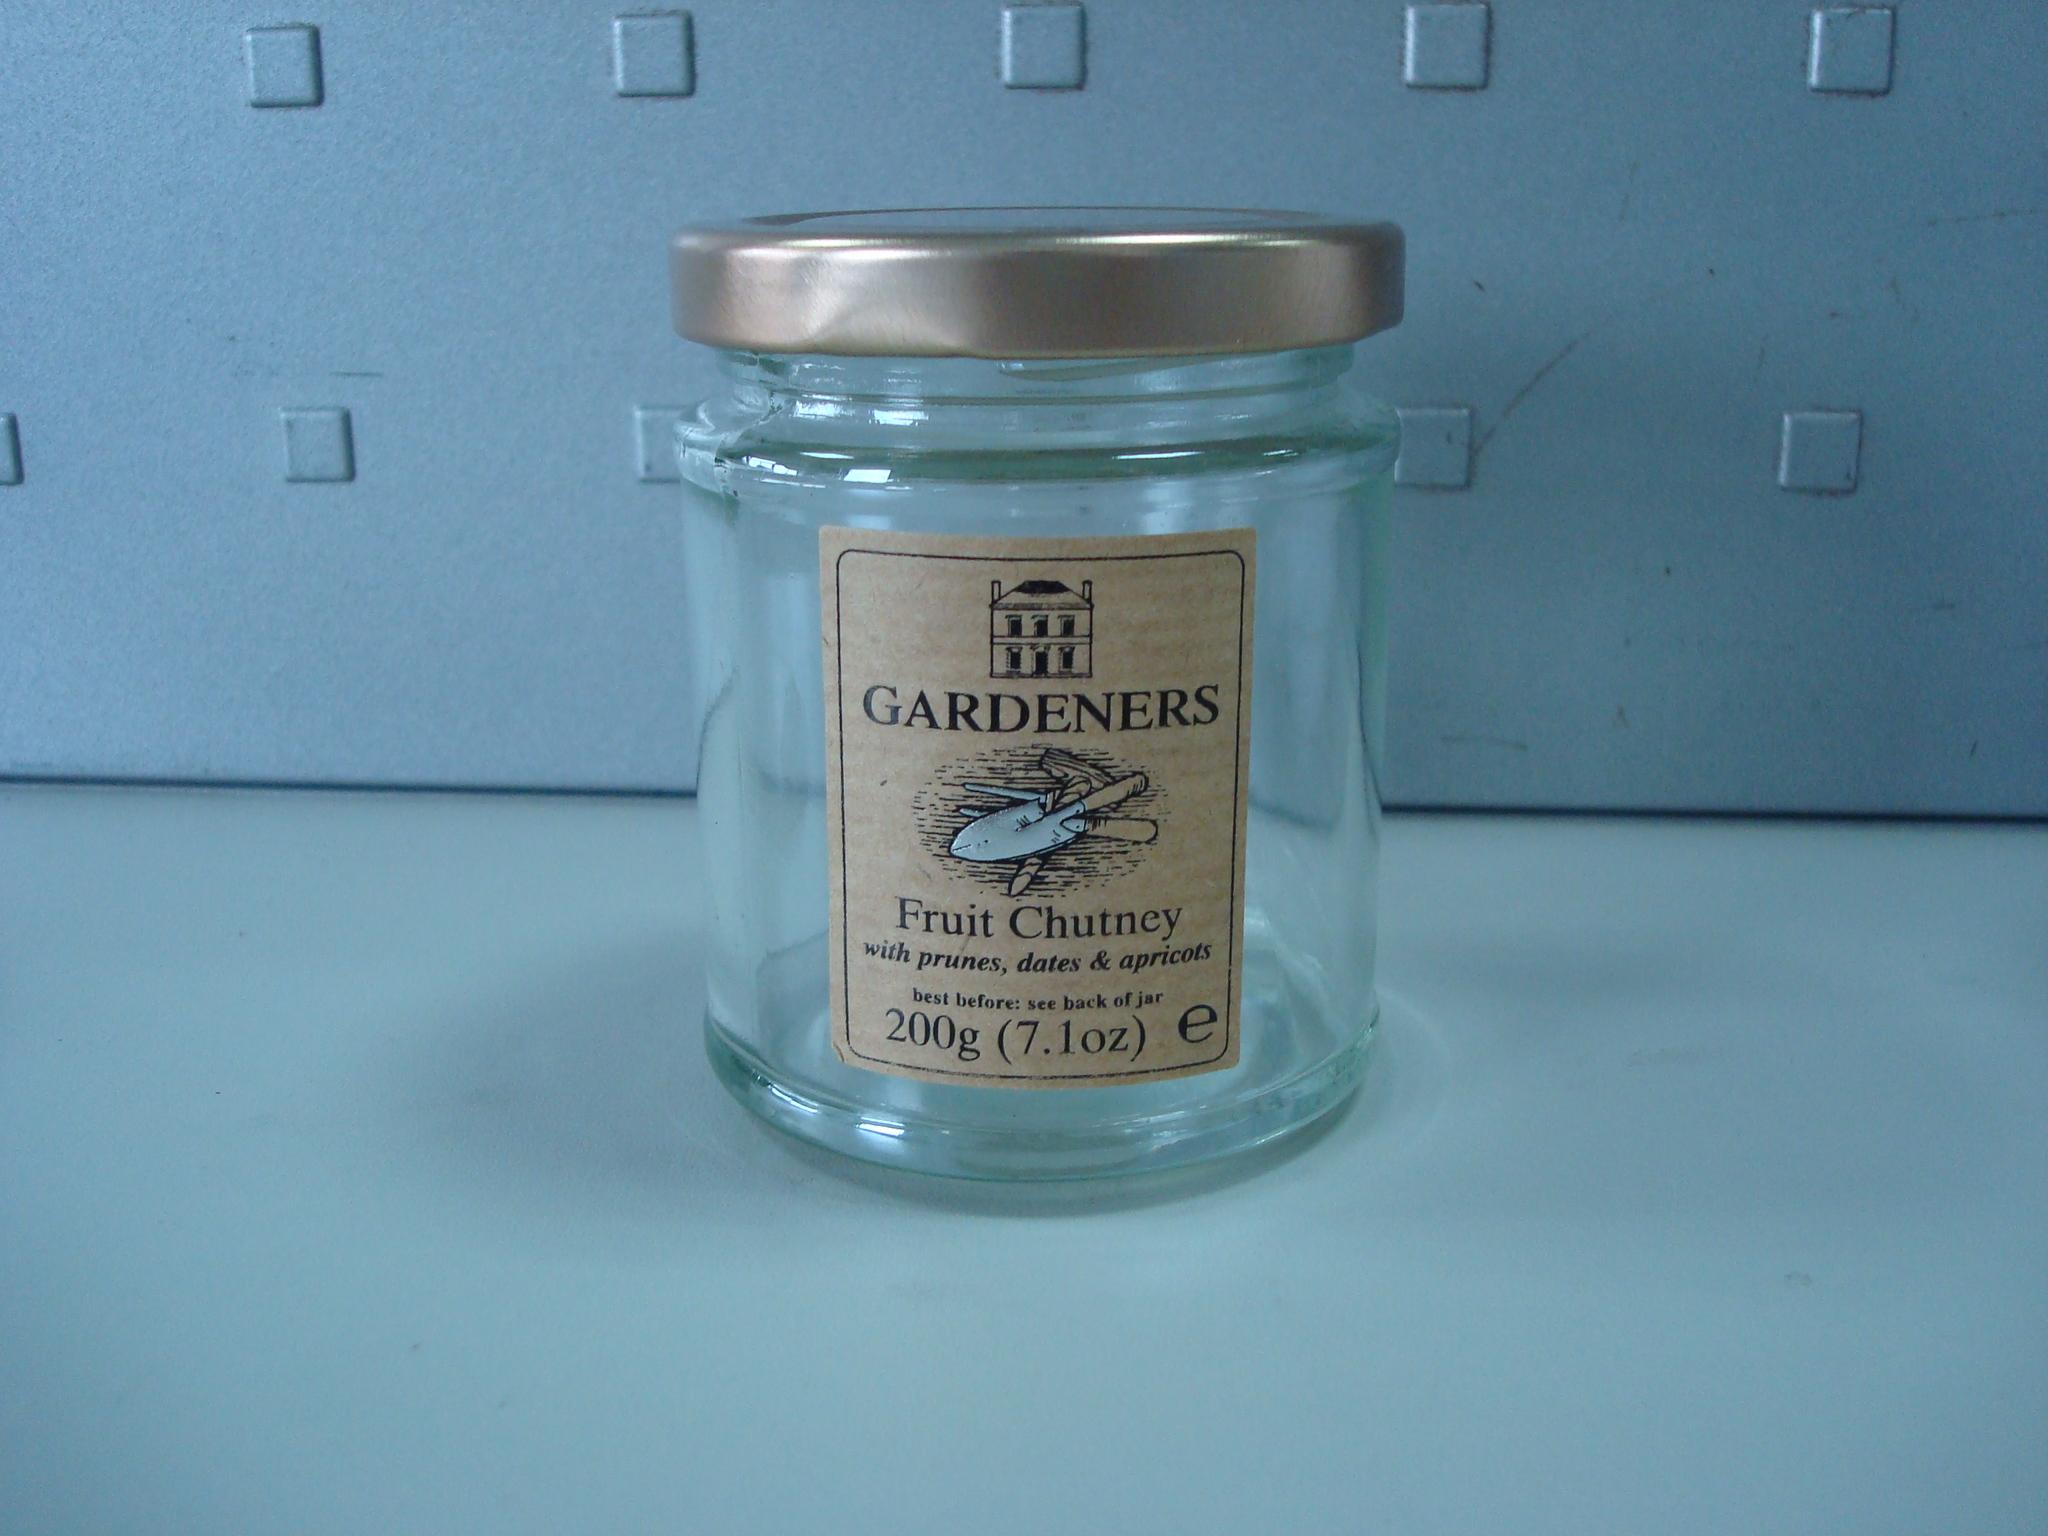 GARDENERS
Fruit Chutney
with prunes, dates & apricots
best before: see back of jar
200g (7.1oz) e